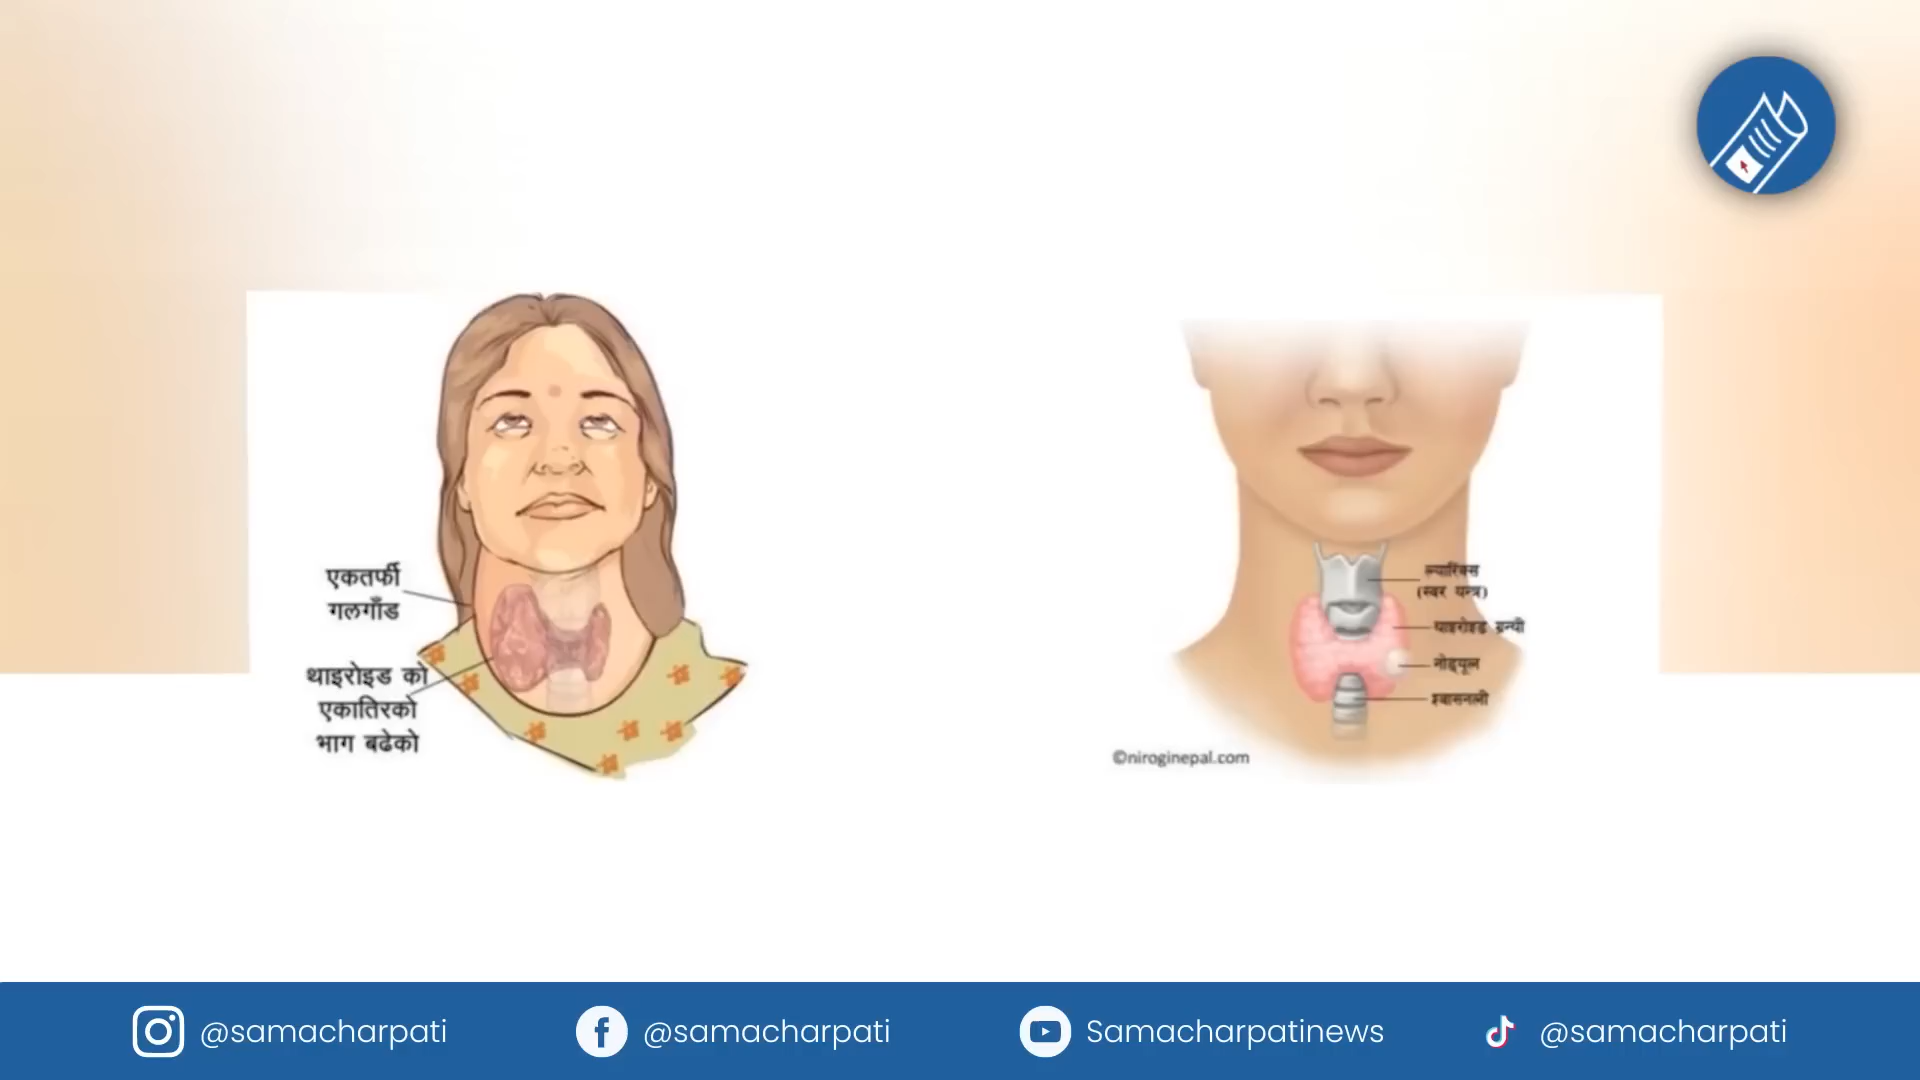 एकतर्फी
गलगाँड
थाइरोइड को
एकातिरको
भाग बढेको
ल्यारिंक्स
(स्वर यन्त्र)
थाइरोइड ग्रन्थी
नोड्यूल
श्वासनली
©niroginepal.com
@samacharpati
@samacharpati
Samacharpatinews
@samacharpati